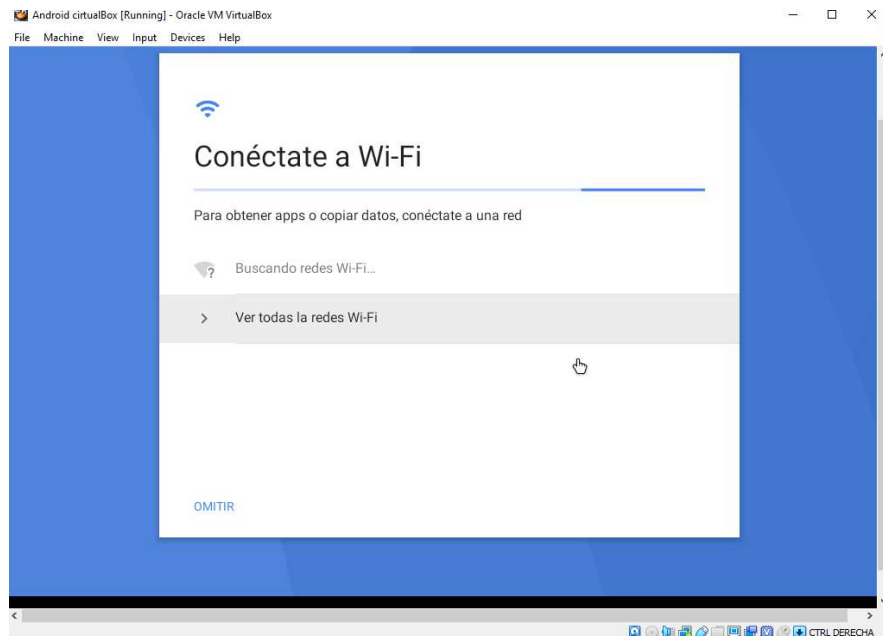 Android cirtualBox [Running] - Oracle VM VirtualBox
File Machine View Input Devices Help
Conéctate a Wi-Fi
Para obtener apps o copiar datos, conéctate a una red
? Buscando redes Wi-Fi...
Ver todas la redes Wi-Fi
OMITIR
CTRL DERECHA